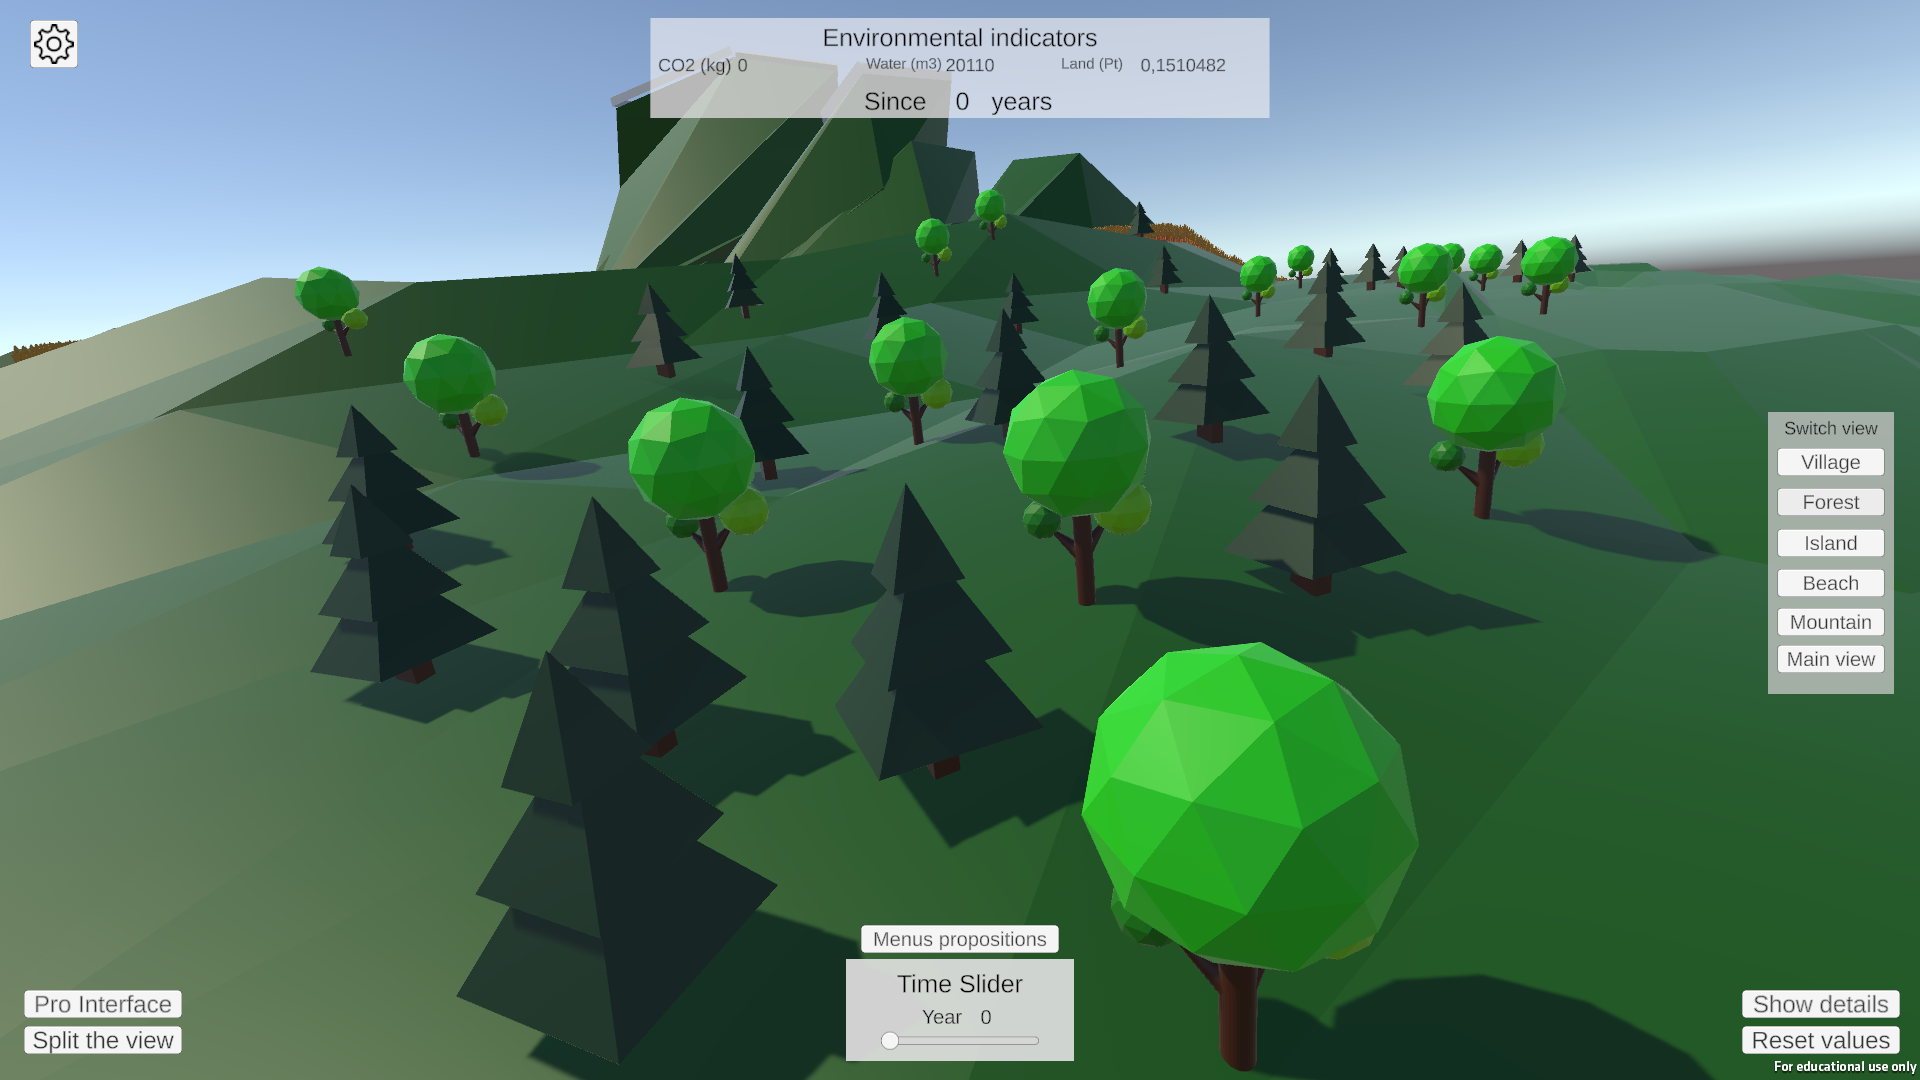 Environmental indicators
CO2 (kg) 0 Water (m3) 20110 Land (Pt) 0,1510482
Since 0 years
Switch view
Village
Forest
Island
Beach
Mountain
Main view
Menus propositions
Time Slider
Year 0
Pro Interface
Split the view
Show details
Reset values
For educational use only